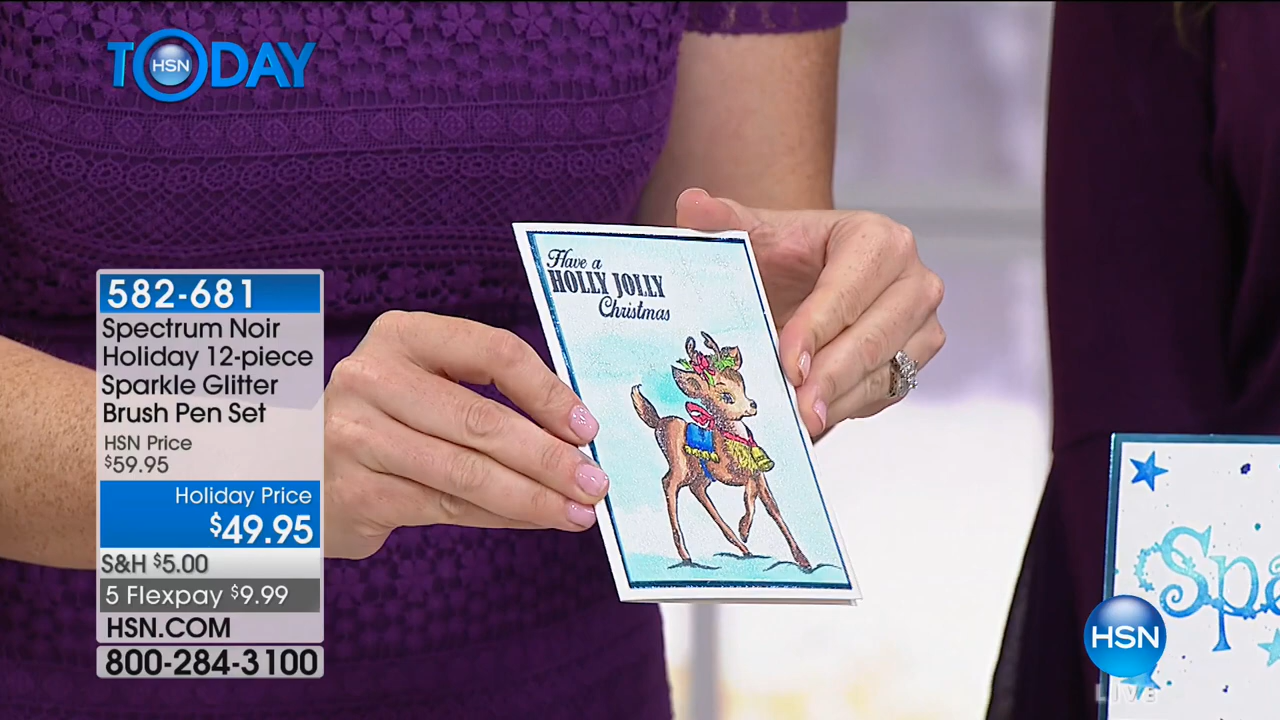 TODAY
HSN
582-681
Spectrum Noir
Holiday 12-piece
Sparkle Glitter
Brush Pen Set
HSN Price
$59.95
Holiday Price
$49.95
S&H $5.00
5 Flexpay $9.99
HSN.COM
800-284-3100
Have a
HOLLY JOLLY
Christmas
Spa
HSN
LIVE